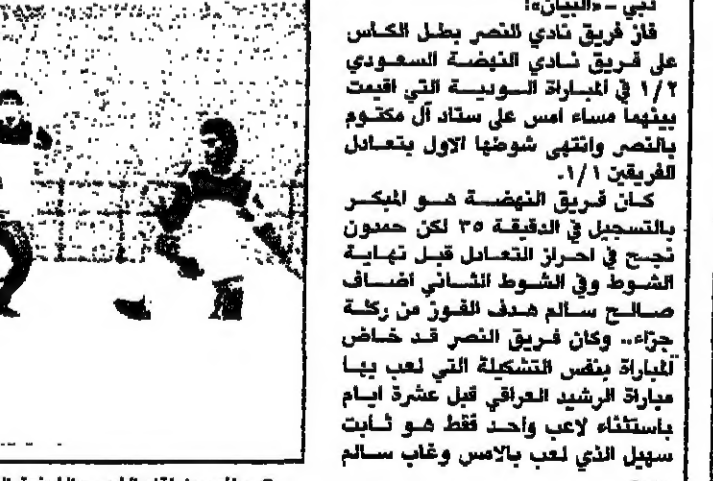 دبي - «البيان»:
فاز فريق نادي النصر بطل الكأس
على فريق نادي النهضة السعودي
١/٢ في المباراة الودية التي اقيمت
بينهما مساء امس على ستاد آل مكتوم
بالنصر وانتهى شوطها الاول بتعادل
الفريقين ١/١.
كان فريق النهضة هو المبكر
بالتسجيل في الدقيقة ٣٥ لكن حمدون
نجح في احراز التعادل قبل نهاية
الشوط وفي الشوط الثاني اضاف
صالح سالم هدف الفوز من ركلة
جزاء.. وكان فريق النصر قد خاض
المباراة بنفس التشكيلة التي لعب بها
مباراة الرشيد العراقي قبل عشرة ايام
باستثناء لاعب واحد فقط هو ثابت
سهيل الذي لعب بالامس وغاب سالم